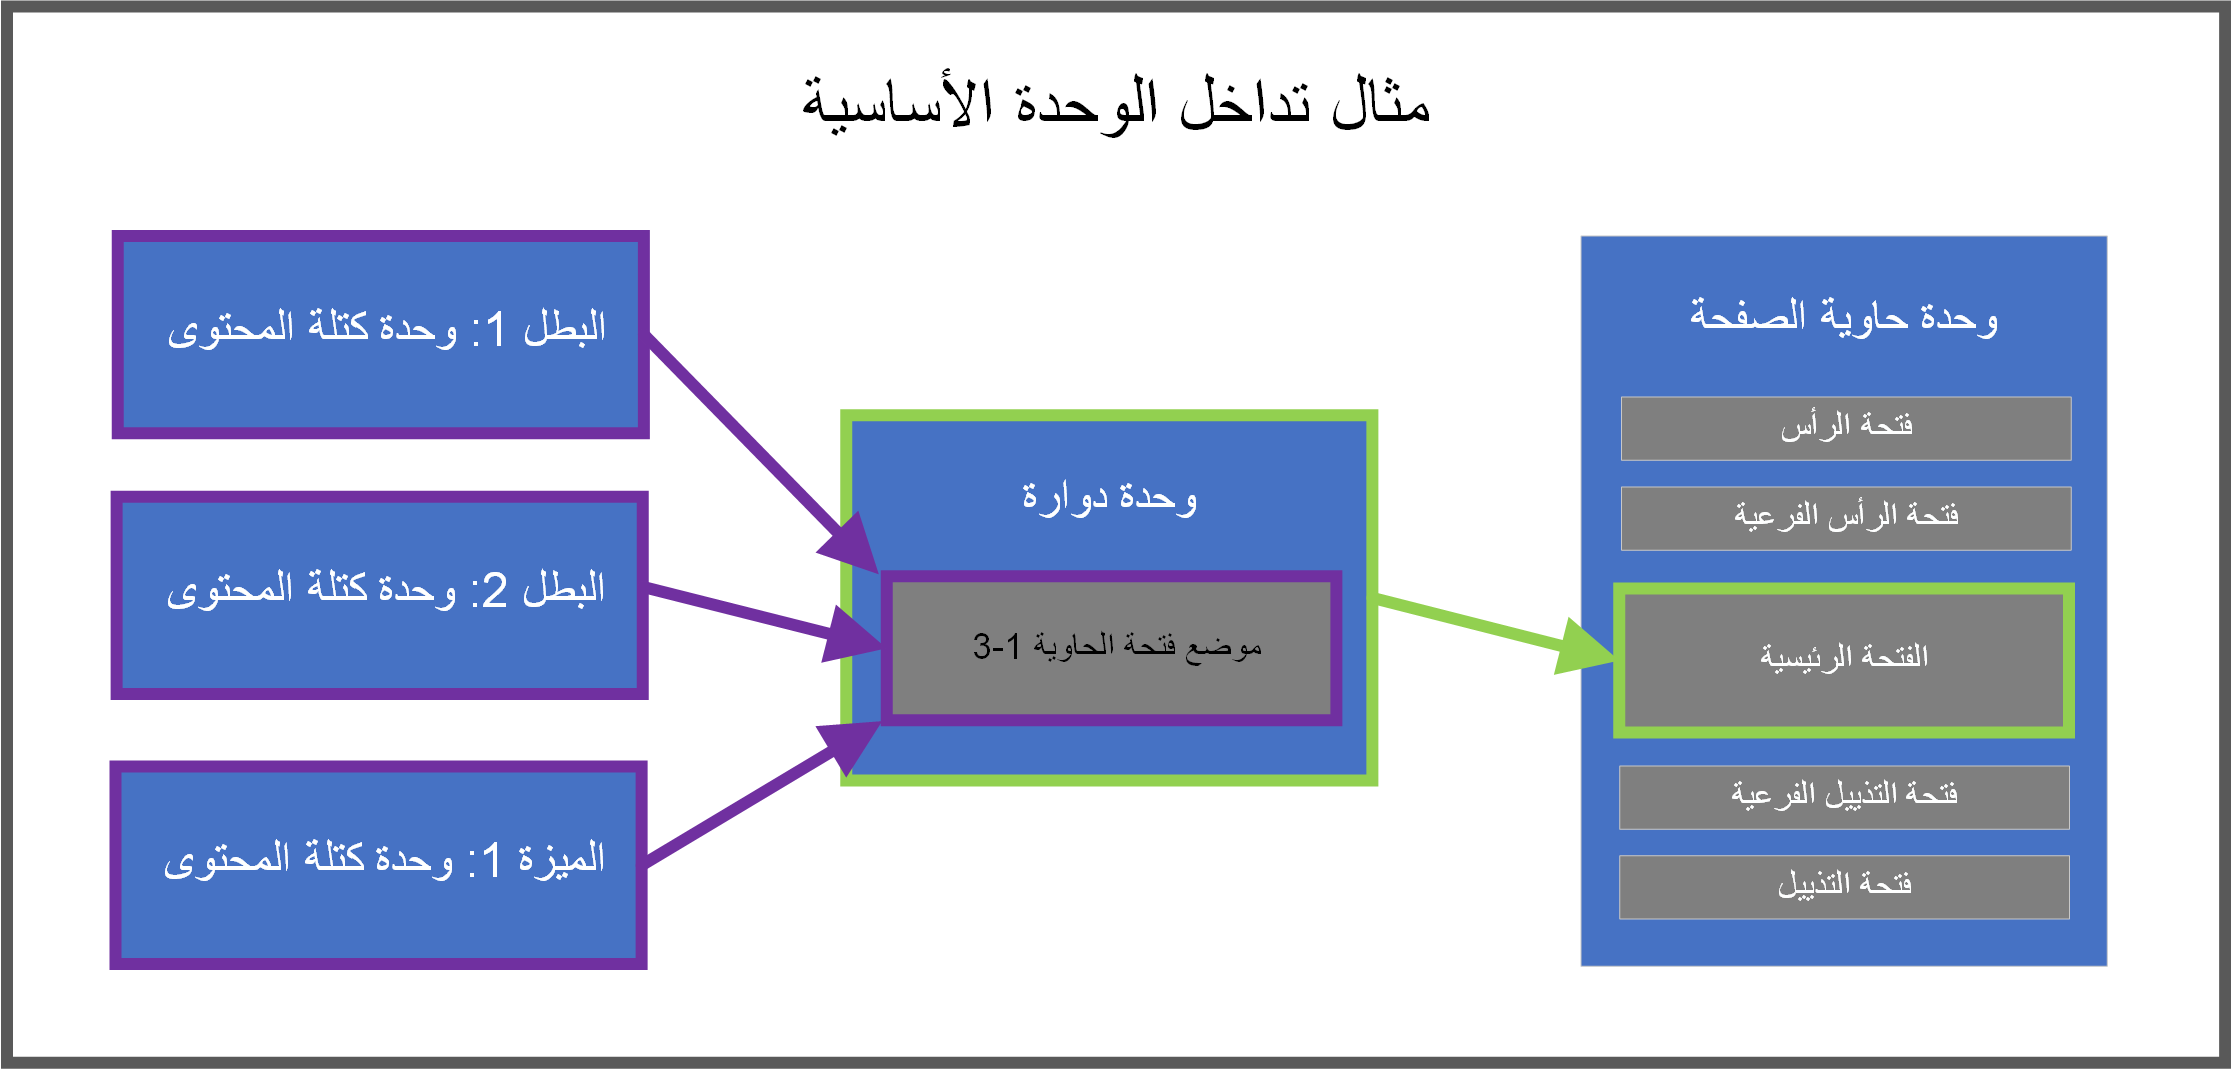 مثال تداخل الوحدة الأساسية
وحدة حاوية الصفحة
فتحة الرأس
فتحة الرأس الفرعية
الفتحة الرئيسية
فتحة التذييل الفرعية
فتحة التذييل
وحدة دوارة
موضع فتحة الحاوية 1-3
البطل 1: وحدة كتلة المحتوى
البطل 2: وحدة كتلة المحتوى
الميزة 1: وحدة كتلة المحتوى